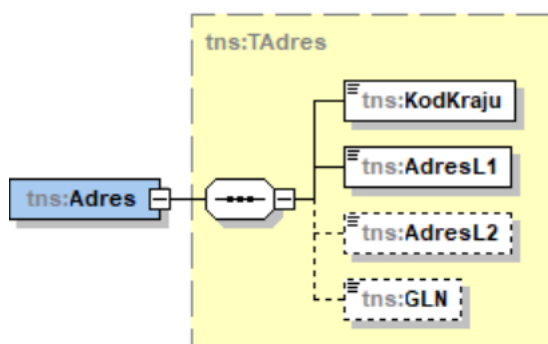 tns:TAdres
tns:KodKraju
tns:AdresL1
tns:Adres
tns:AdresL2
tns:GLN